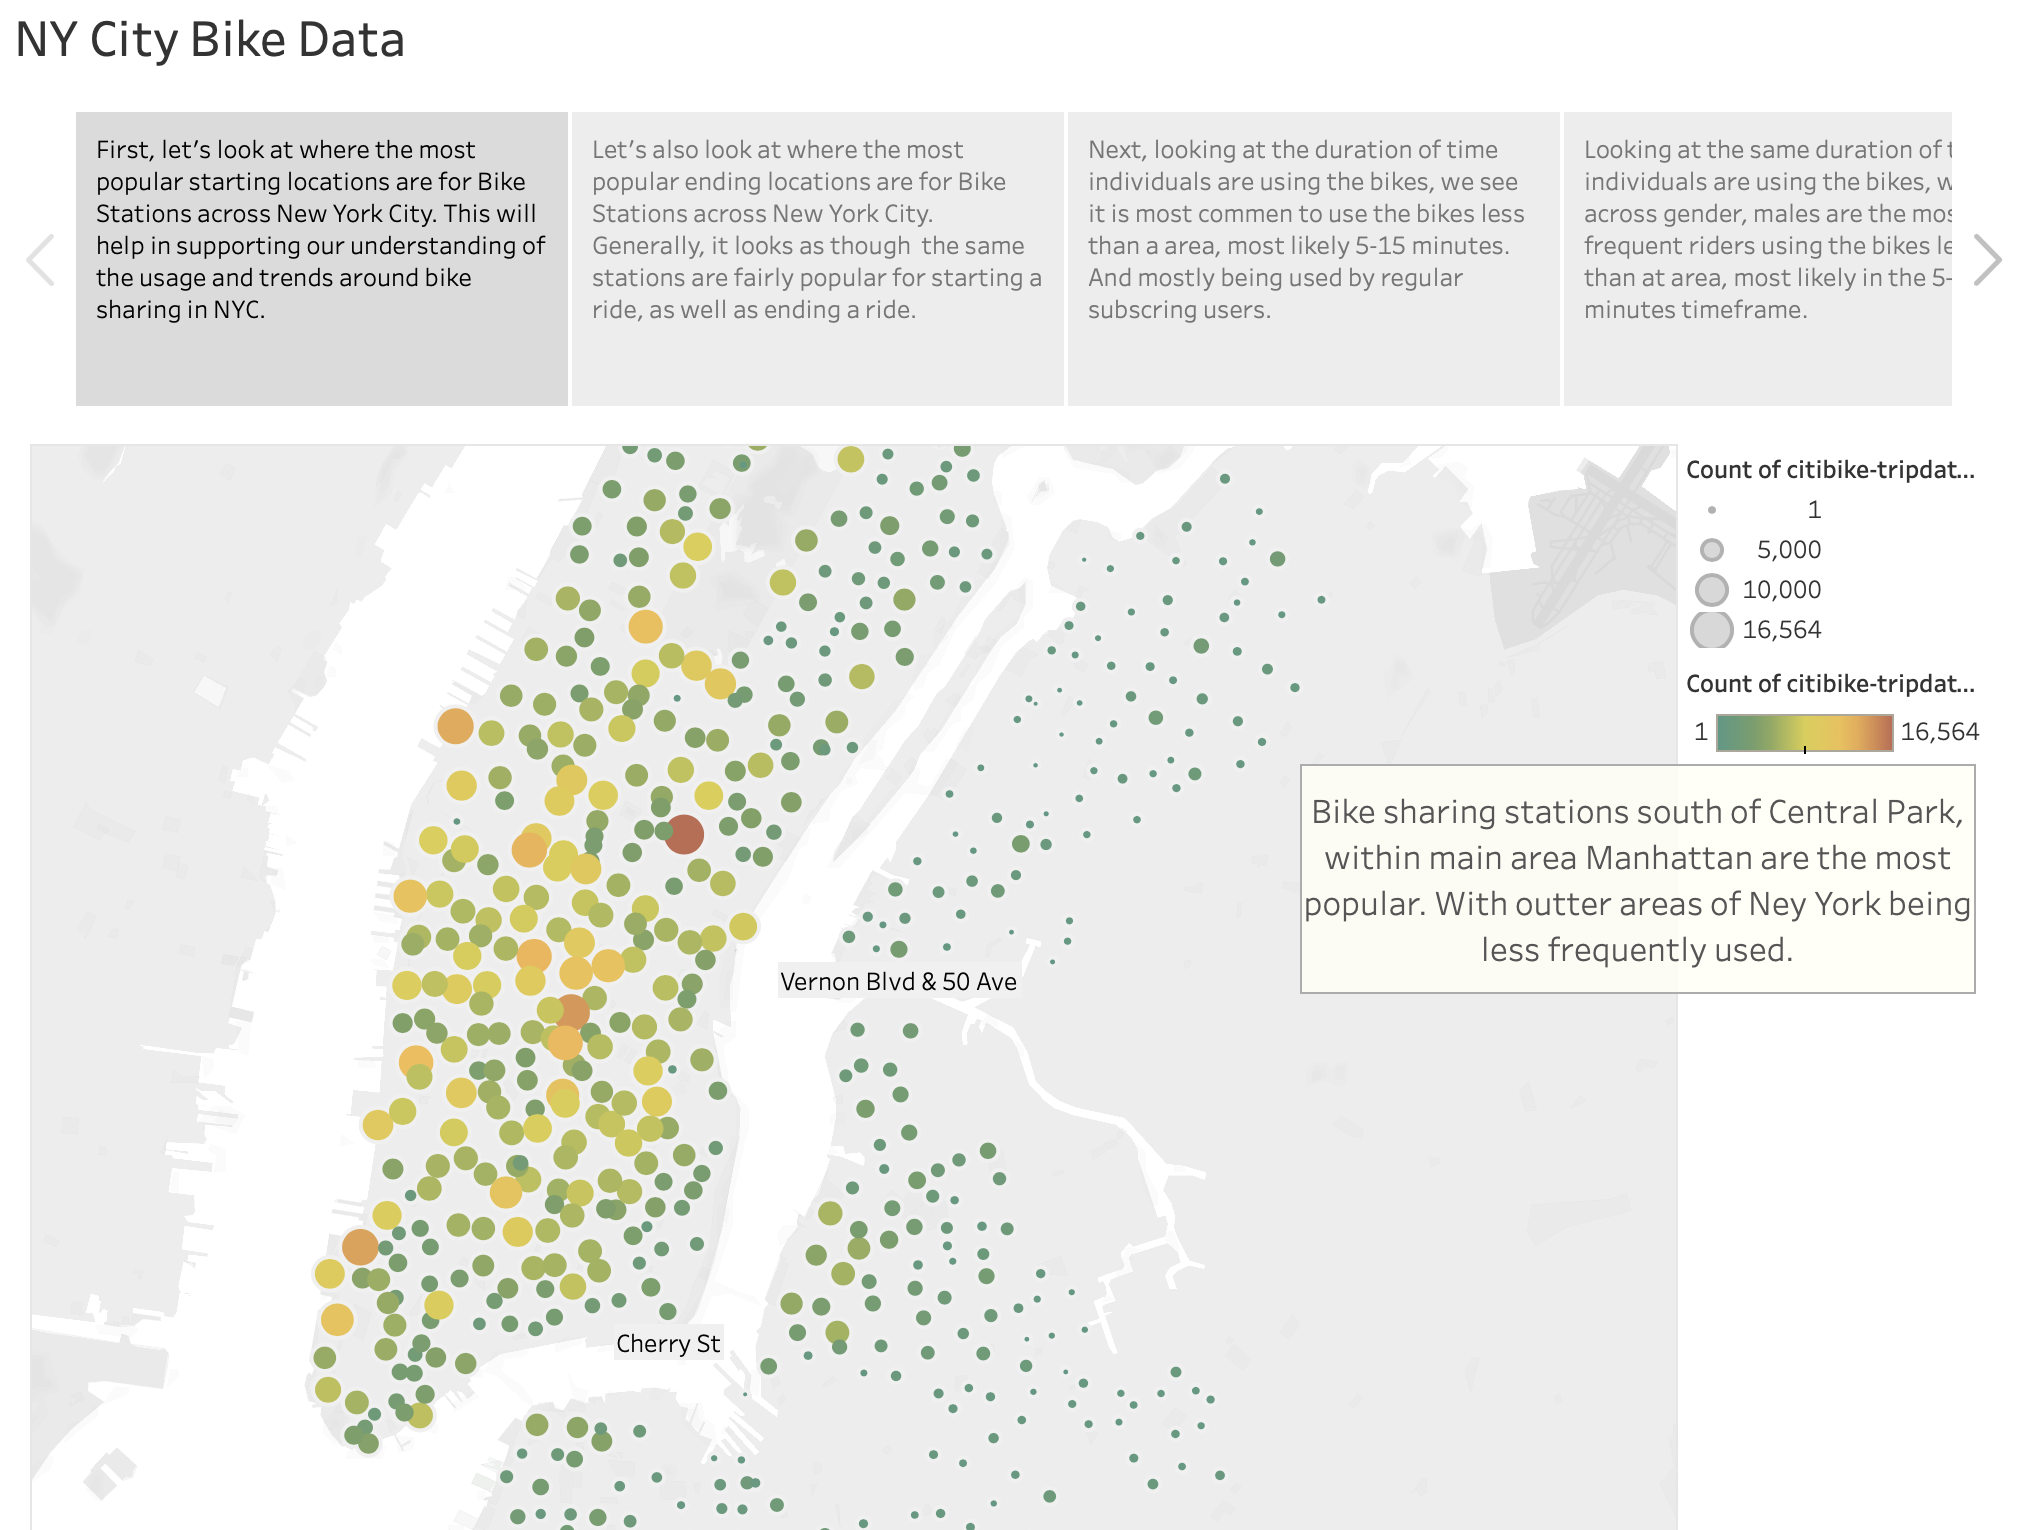 NY City Bike Data
First, let's look at where the most
popular starting locations are for Bike
Stations across New York City. This will
help in supporting our understanding of
the usage and trends around bike
sharing in NYC.
Let's also look at where the most
popular ending locations are for Bike
Stations across New York City.
Generally, it looks as though  the same
stations are fairly popular for starting a
ride, as well as ending a ride.
Next, looking at the duration of time
individuals are using the bikes, we see
it is most commen to use the bikes less
than a area, most likely 5-15 minutes.
And mostly being used by regular
subscring users.
Looking at the same duration of
individuals are using the bikes,
across gender, males are the
frequent riders using the bikes
than at area, most likely in the 5-
minutes timeframe.
Count of citibike-tripdat...
1
5,000
10,000
16,564
Count of citibike-tripdat...
1 16,564
Bike sharing stations south of Central Park,
within main area Manhattan are the most
popular. With outter areas of Ney York being
less frequently used.
Vernon Blvd & 50 Ave
Cherry St